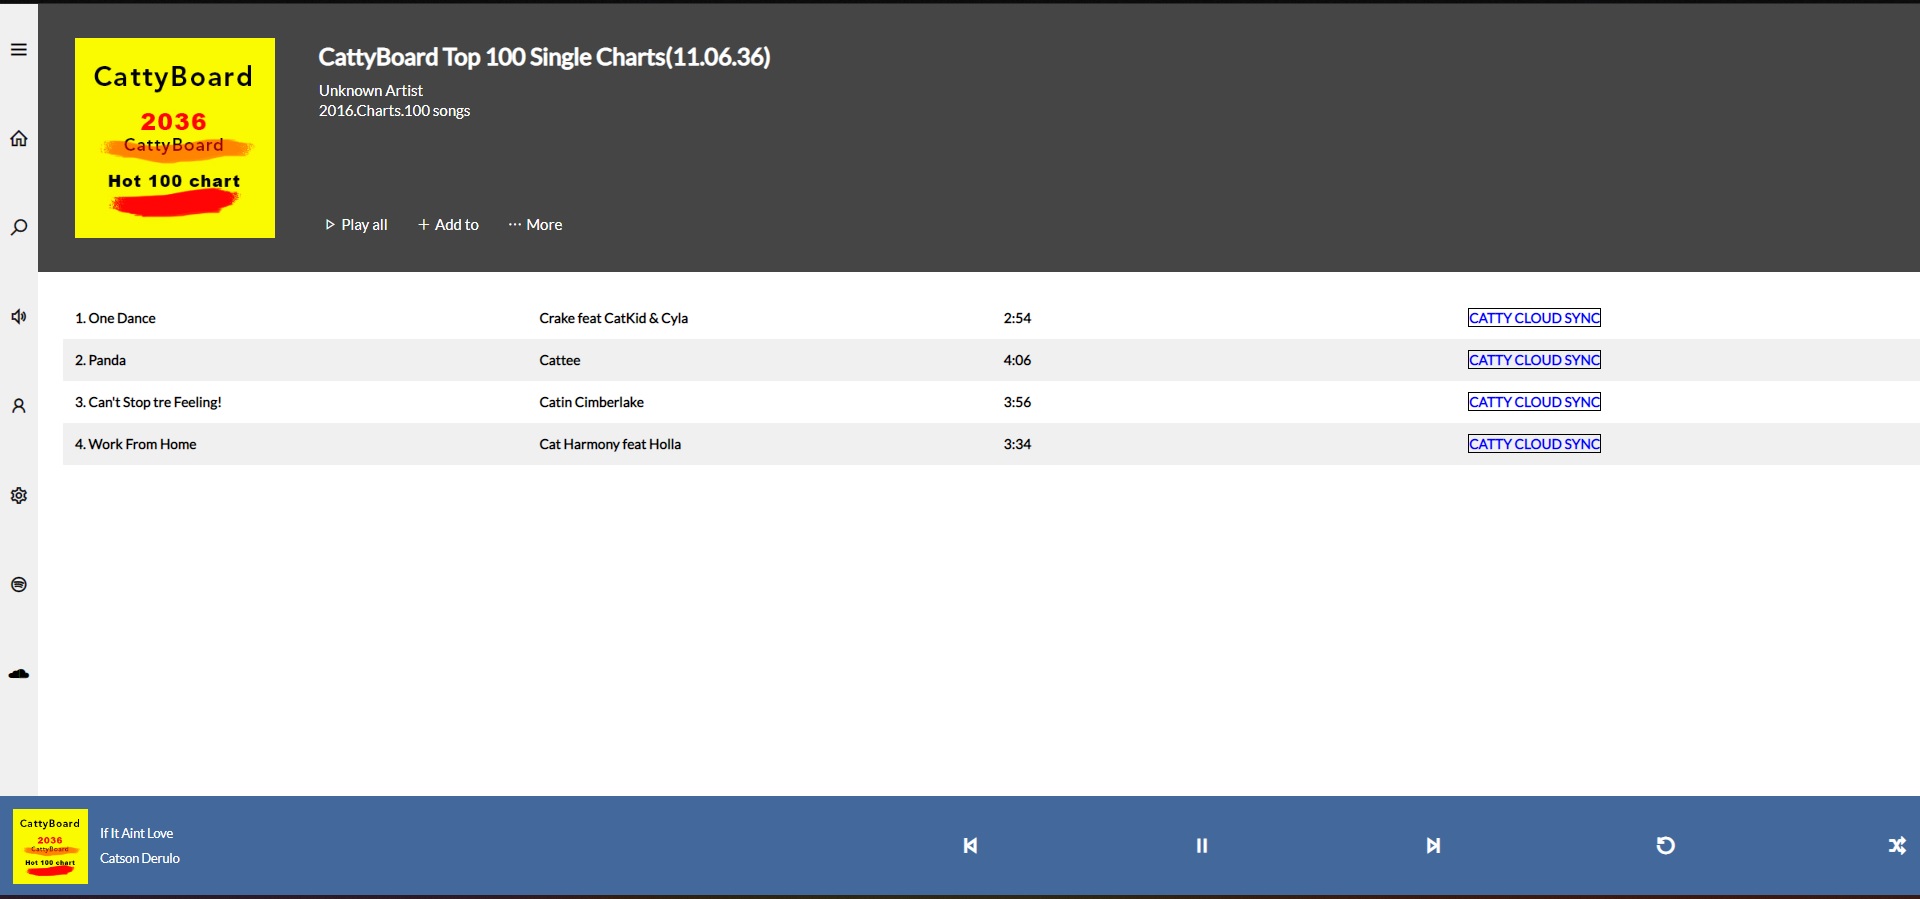 CattyBoard
2036
CattyBoard
Hot 100 chart
CattyBoard Top 100 Single Charts(11.06.36)
Unknown Artist
2016.Charts.100 songs
Play all + Add to ··· More
1. One Dance Crake feat CatKid & Cyla 2:54 CATTY CLOUD SYNC
2. Panda Cattee 4:06 CATTY CLOUD SYNC
3. Can't Stop tre Feeling! Catin Cimberlake 3:56 CATTY CLOUD SYNC
4. Work From Home Cat Harmony feat Holla 3:34 CATTY CLOUD SYNC
CattyBoard
2036
CattyBoard
Hot 100 chart
If It Aint Love
Catson Derulo